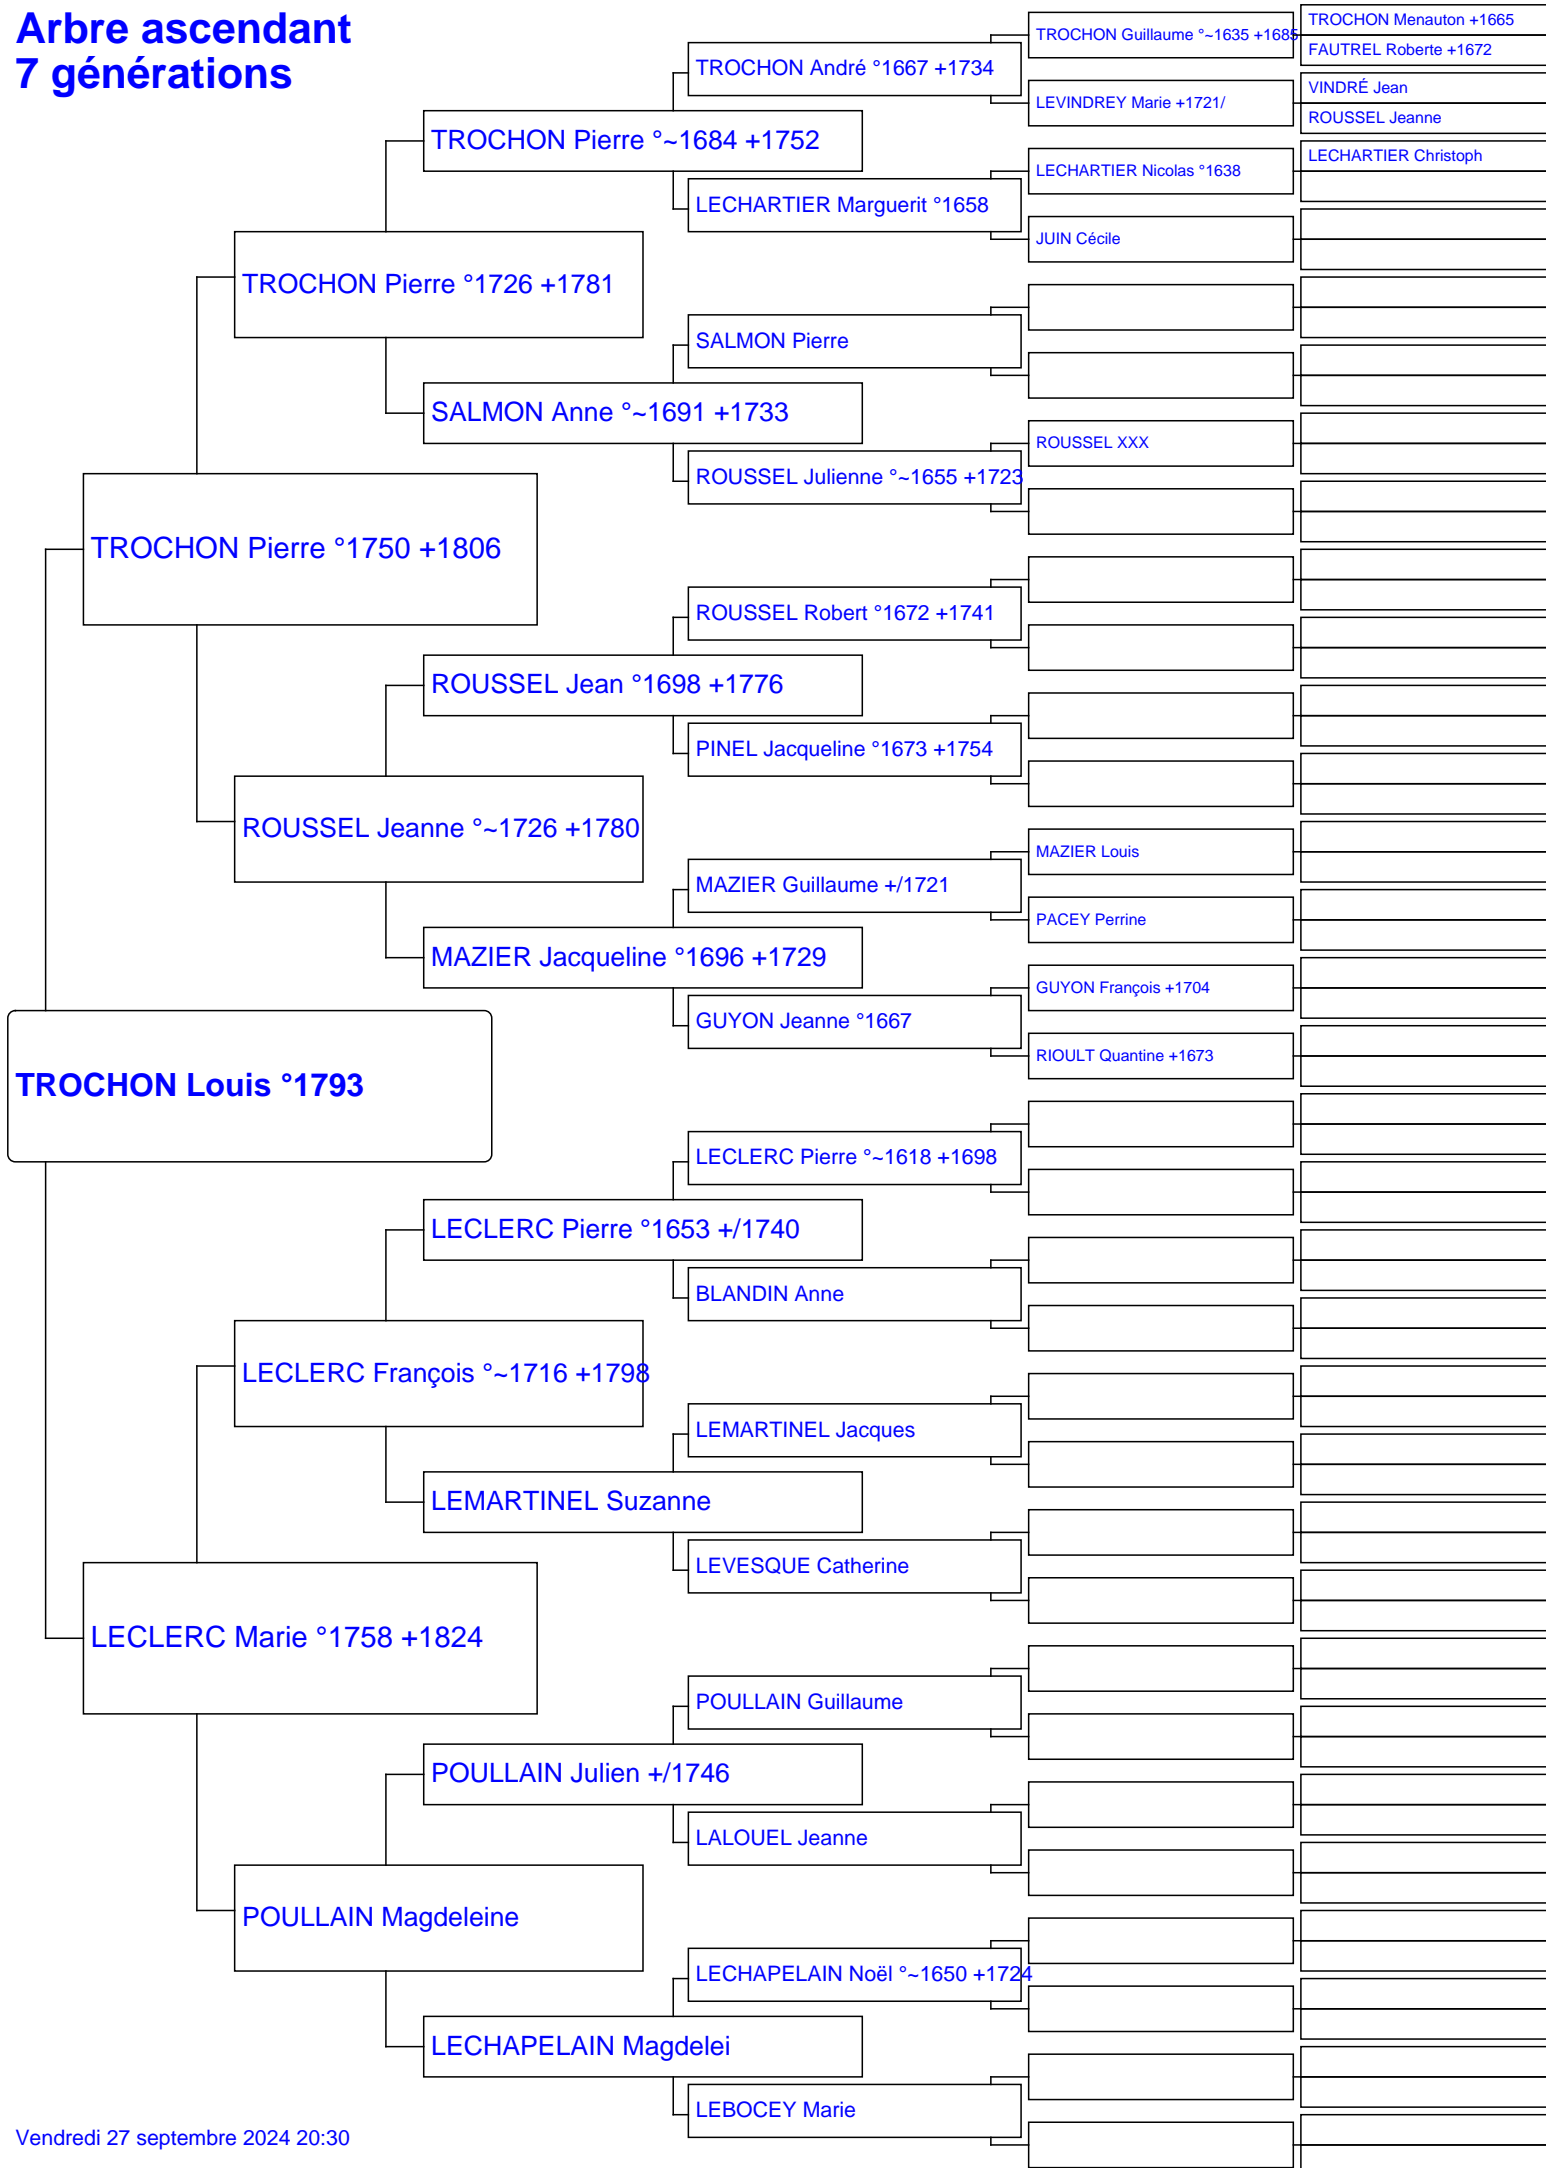 Arbre ascendant
7 générations
TROCHON Louis °1793
TROCHON Pierre °1750 +1806
LECLERC Marie °1758 +1824
TROCHON Pierre °1726 +1781
ROUSSEL Jeanne °~1726 +1780
LECLERC François °~1716 +1798
POULLAIN Magdeleine
TROCHON Pierre °~1684 +1752
SALMON Anne °~1691 +1733
ROUSSEL Jean °1698 +1776
MAZIER Jacqueline °1696 +1729
LECLERC Pierre °1653 +/1740
LEMARTINEL Suzanne
POULLAIN Julien +/1746
LECHAPELAIN Magdelei
TROCHON André °1667 +1734
LECHARTIER Marguerit °1658
SALMON Pierre
ROUSSEL Julienne °~1655 +1723
ROUSSEL Robert °1672 +1741
PINEL Jacqueline °1673 +1754
MAZIER Guillaume +/1721
GUYON Jeanne °1667
LECLERC Pierre °~1618 +1698
BLANDIN Anne
LEMARTINEL Jacques
LEVESQUE Catherine
POULLAIN Guillaume
LALOUEL Jeanne
LECHAPELAIN Noël °~1650 +1724
LEBOCEY Marie
TROCHON Guillaume °~1635 +1685
LEVINDREY Marie +1721/
LECHARTIER Nicolas °1638
JUIN Cécile
ROUSSEL XXX
MAZIER Louis
PACEY Perrine
GUYON François +1704
RIOULT Quantine +1673
TROCHON Menauton +1665
FAUTREL Roberte +1672
VINDRÉ Jean
ROUSSEL Jeanne
LECHARTIER Christoph
Vendredi 27 septembre 2024 20:30